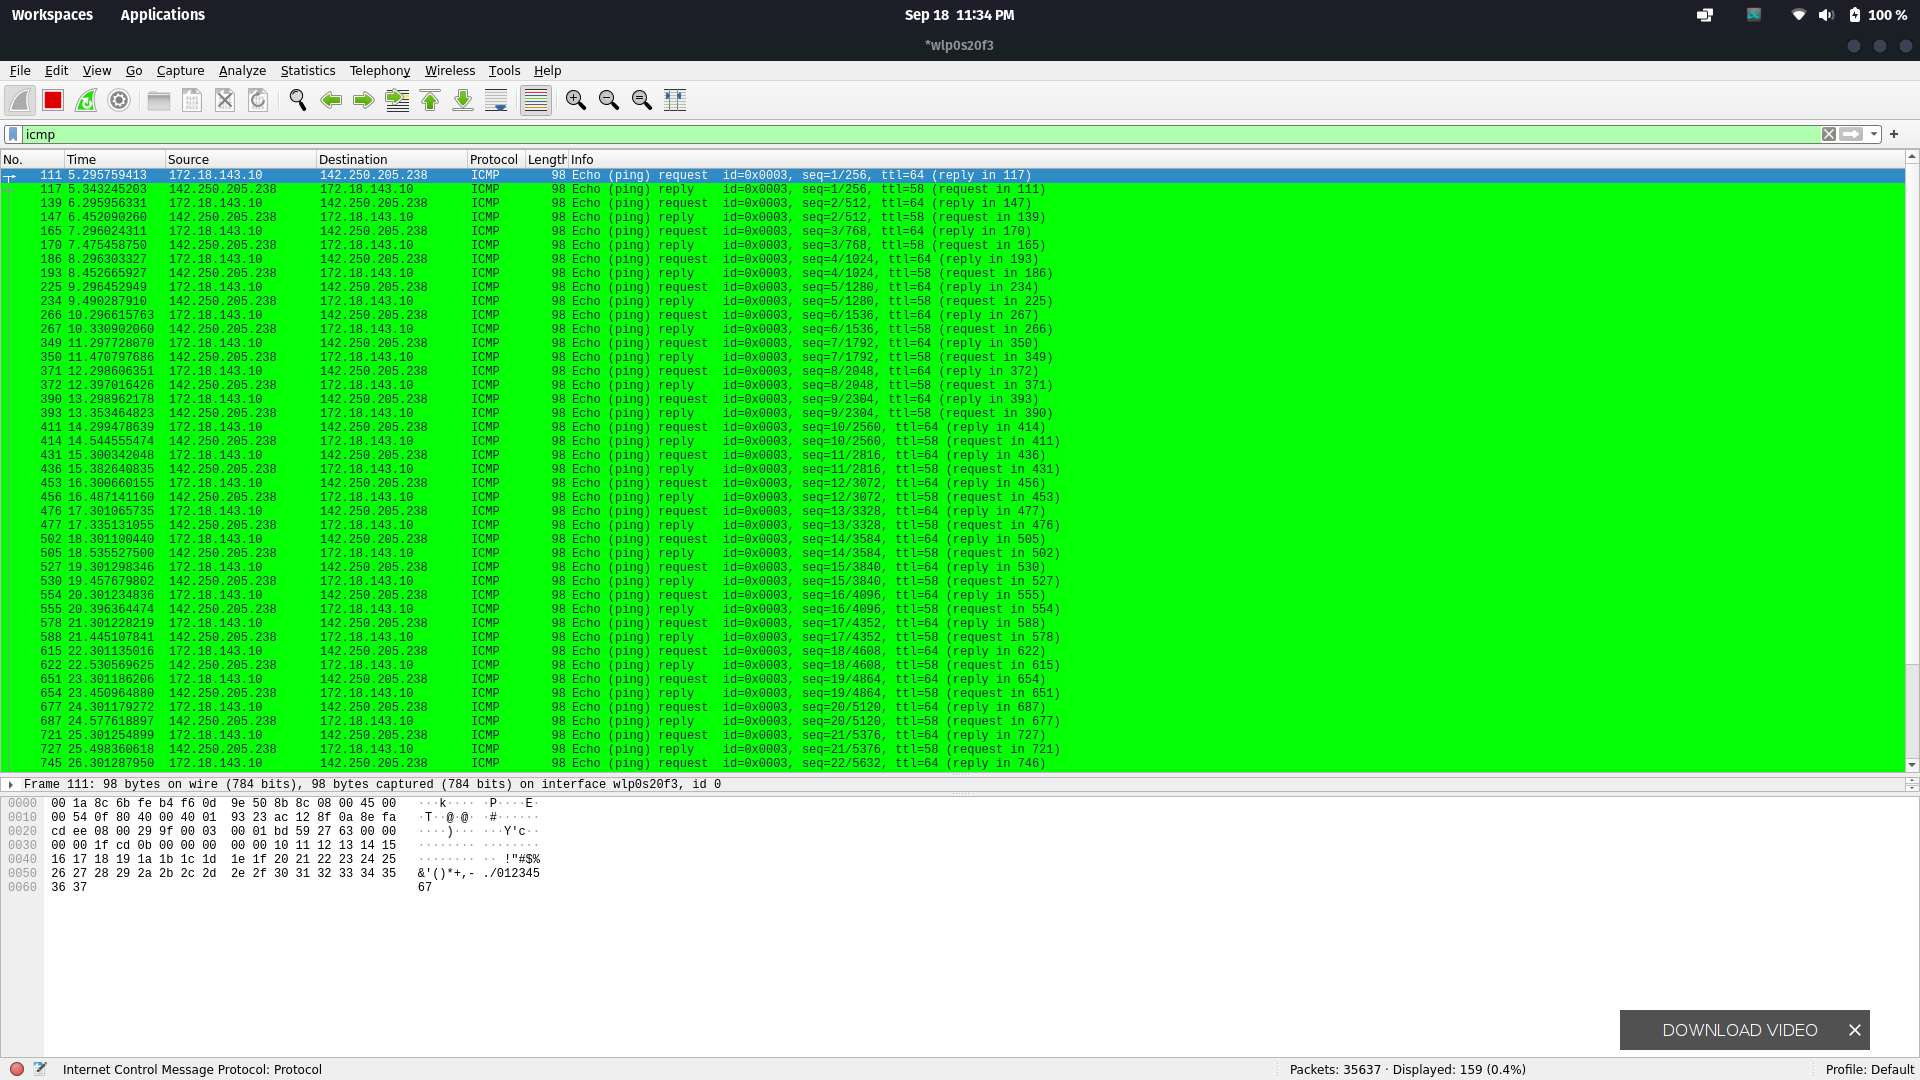 Workspaces Applications Sep 18 11:34 PM 100 %
*wlp0s20f3
File Edit View Go Capture Analyze Statistics Telephony Wireless Tools Help
icmp
No. Time Source Destination Protocol Length Info
111 5.295759413 172.18.143.10 142.250.205.238 ICMP 98 Echo (ping) request id=0x0003, seq=1/256, ttl=64 (reply in 117)
117 5.343245203 142.250.205.238 172.18.143.10 ICMP 98 Echo (ping) reply id=0x0003, seq=1/256, ttl=58 (request in 111)
139 6.295956331 172.18.143.10 142.250.205.238 ICMP 98 Echo (ping) request id=0x0003, seq=2/512, ttl=64 (reply in 147)
147 6.452090260 142.250.205.238 172.18.143.10 ICMP 98 Echo (ping) reply id=0x0003, seq=2/512, ttl=58 (request in 139)
165 7.296024311 172.18.143.10 142.250.205.238 ICMP 98 Echo (ping) request id=0x0003, seq=3/768, ttl=64 (reply in 170)
170 7.475458750 142.250.205.238 172.18.143.10 ICMP 98 Echo (ping) reply id=0x0003, seq=3/768, ttl=58 (request in 165)
186 8.296303327 172.18.143.10 142.250.205.238 ICMP 98 Echo (ping) request id=0x0003, seq=4/1024, ttl=64 (reply in 193)
193 8.452665927 142.250.205.238 172.18.143.10 ICMP 98 Echo (ping) reply id=0x0003, seq=4/1024, ttl=58 (request in 186)
225 9.296452949 172.18.143.10 142.250.205.238 ICMP 98 Echo (ping) request id=0x0003, seq=5/1280, ttl=64 (reply in 234)
234 9.490287910 142.250.205.238 172.18.143.10 ICMP 98 Echo (ping) reply id=0x0003, seq=5/1280, ttl=58 (request in 225)
266 10.296615763 172.18.143.10 142.250.205.238 ICMP 98 Echo (ping) request id=0x0003, seq=6/1536, ttl=64 (reply in 267)
267 10.330902060 142.250.205.238 172.18.143.10 ICMP 98 Echo (ping) reply id=0x0003, seq=6/1536, ttl=58 (request in 266)
349 11.297728070 172.18.143.10 142.250.205.238 ICMP 98 Echo (ping) request id=0x0003, seq=7/1792, ttl=64 (reply in 350)
350 11.470797686 142.250.205.238 172.18.143.10 ICMP 98 Echo (ping) reply id=0x0003, seq=7/1792, ttl=58 (request in 349)
371 12.298606351 172.18.143.10 142.250.205.238 ICMP 98 Echo (ping) request id=0x0003, seq=8/2048, ttl=64 (reply in 372)
372 12.397016426 142.250.205.238 172.18.143.10 ICMP 98 Echo (ping) reply id=0x0003, seq=8/2048, ttl=58 (request in 371)
390 13.298962178 172.18.143.10 142.250.205.238 ICMP 98 Echo (ping) request id=0x0003, seq=9/2304, ttl=64 (reply in 393)
393 13.353464823 142.250.205.238 172.18.143.10 ICMP 98 Echo (ping) reply id=0x0003, seq=9/2304, ttl=58 (request in 390)
411 14.299478639 172.18.143.10 142.250.205.238 ICMP 98 Echo (ping) request id=0x0003, seq=10/2560, ttl=64 (reply in 414)
414 14.544555474 142.250.205.238 172.18.143.10 ICMP 98 Echo (ping) reply id=0x0003, seq=10/2560, ttl=58 (request in 411)
431 15.300342048 172.18.143.10 142.250.205.238 ICMP 98 Echo (ping) request id=0x0003, seq=11/2816, ttl=64 (reply in 436)
436 15.382640835 142.250.205.238 172.18.143.10 ICMP 98 Echo (ping) reply id=0x0003, seq=11/2816, ttl=58 (request in 431)
453 16.300660155 172.18.143.10 142.250.205.238 ICMP 98 Echo (ping) request id=0x0003, seq=12/3072, ttl=64 (reply in 456)
456 16.487141160 142.250.205.238 172.18.143.10 ICMP 98 Echo (ping) reply id=0x0003, seq=12/3072, ttl=58 (request in 453)
476 17.301065735 172.18.143.10 142.250.205.238 ICMP 98 Echo (ping) request id=0x0003, seq=13/3328, ttl=64 (reply in 477)
477 17.335131055 142.250.205.238 172.18.143.10 ICMP 98 Echo (ping) reply id=0x0003, seq=13/3328, ttl=58 (request in 476)
502 18.301100440 172.18.143.10 142.250.205.238 ICMP 98 Echo (ping) request id=0x0003, seq=14/3584, ttl=64 (reply in 505)
505 18.535527500 142.250.205.238 172.18.143.10 ICMP 98 Echo (ping) reply id=0x0003, seq=14/3584, ttl=58 (request in 502)
527 19.301298346 172.18.143.10 142.250.205.238 ICMP 98 Echo (ping) request id=0x0003, seq=15/3840, ttl=64 (reply in 530)
530 19.457679802 142.250.205.238 172.18.143.10 ICMP 98 Echo (ping) reply id=0x0003, seq=15/3840, ttl=58 (request in 527)
554 20.301234836 172.18.143.10 142.250.205.238 ICMP 98 Echo (ping) request id=0x0003, seq=16/4096, ttl=64 (reply in 555)
555 20.396364474 142.250.205.238 172.18.143.10 ICMP 98 Echo (ping) reply id=0x0003, seq=16/4096, ttl=58 (request in 554)
578 21.301228219 172.18.143.10 142.250.205.238 ICMP 98 Echo (ping) request id=0x0003, seq=17/4352, ttl=64 (reply in 588)
588 21.445107841 142.250.205.238 172.18.143.10 ICMP 98 Echo (ping) reply id=0x0003, seq=17/4352, ttl=58 (request in 578)
615 22.301135016 172.18.143.10 142.250.205.238 ICMP 98 Echo (ping) request id=0x0003, seq=18/4608, ttl=64 (reply in 622)
622 22.530569625 142.250.205.238 172.18.143.10 ICMP 98 Echo (ping) reply id=0x0003, seq=18/4608, ttl=58 (request in 615)
651 23.301186206 172.18.143.10 142.250.205.238 ICMP 98 Echo (ping) request id=0x0003, seq=19/4864, ttl=64 (reply in 654)
654 23.450964880 142.250.205.238 172.18.143.10 ICMP 98 Echo (ping) reply id=0x0003, seq=19/4864, ttl=58 (request in 651)
677 24.301179272 172.18.143.10 142.250.205.238 ICMP 98 Echo (ping) request id=0x0003, seq=20/5120, ttl=64 (reply in 687)
687 24.577618897 142.250.205.238 172.18.143.10 ICMP 98 Echo (ping) reply id=0x0003, seq=20/5120, ttl=58 (request in 677)
721 25.301254899 172.18.143.10 142.250.205.238 ICMP 98 Echo (ping) request id=0x0003, seq=21/5376, ttl=64 (reply in 727)
727 25.498360618 142.250.205.238 172.18.143.10 ICMP 98 Echo (ping) reply id=0x0003, seq=21/5376, ttl=58 (request in 721)
745 26.301287950 172.18.143.10 142.250.205.238 ICMP 98 Echo (ping) request id=0x0003, seq=22/5632, ttl=64 (reply in 746)
Frame 111: 98 bytes on wire (784 bits), 98 bytes captured (784 bits) on interface wlp0s20f3, id 0
0000 00 1a 8c 6b fe b4 f6 0d 9e 50 8b 8c 08 00 45 00 ···k···· ·P····E·
0010 00 54 0f 80 40 00 40 01 93 23 ac 12 8f 0a 8e fa ·T··@·@· ·#······
0020 cd ee 08 00 29 9f 00 03 00 01 bd 59 27 63 00 00 ····)··· ···Y'c··
0030 00 00 1f cd 0b 00 00 00 00 00 10 11 12 13 14 15 ········ ········
0040 16 17 18 19 1a 1b 1c 1d 1e 1f 20 21 22 23 24 25 ········ ·· !"#$%
0050 26 27 28 29 2a 2b 2c 2d 2e 2f 30 31 32 33 34 35 &'()*+,- ./012345
0060 36 37 67
DOWNLOAD VIDEO
Internet Control Message Protocol: Protocol Packets: 35637 · Displayed: 159 (0.4%) Profile: Default